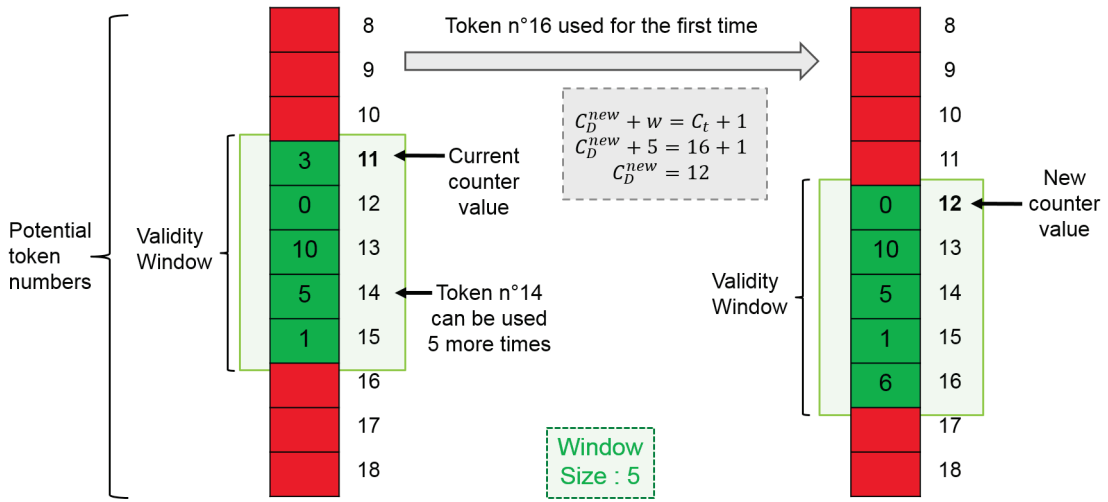 Potential
token
numbers
Validity
Window
3
0
10
5
1
8
9
10
11
12
13
14
15
16
17
18
Current
counter
value
Token n°14
can be used
5 more times
Token n°16 used for the first time
C_D^{new} + w = C_t + 1
C_D^{new} + 5 = 16 + 1
C_D^{new} = 12
Window
Size : 5
Validity
Window
0
10
5
1
6
8
9
10
11
12
13
14
15
16
17
18
New
counter
value